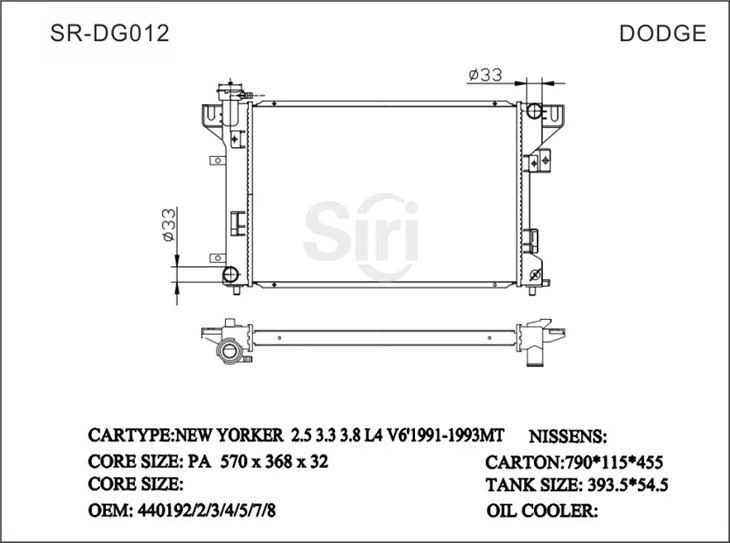 SR-DG012
DODGE
ø33
ø33
Siri
CARTYPE:NEW YORKER 2.5 3.3 3.8 L4 V6'1991-1993MT NISSENS:
CORE SIZE: PA 570 x 368 x 32 CARTON:790*115*455
CORE SIZE: TANK SIZE: 393.5*54.5
OEM: 440192/2/3/4/5/7/8 OIL COOLER: